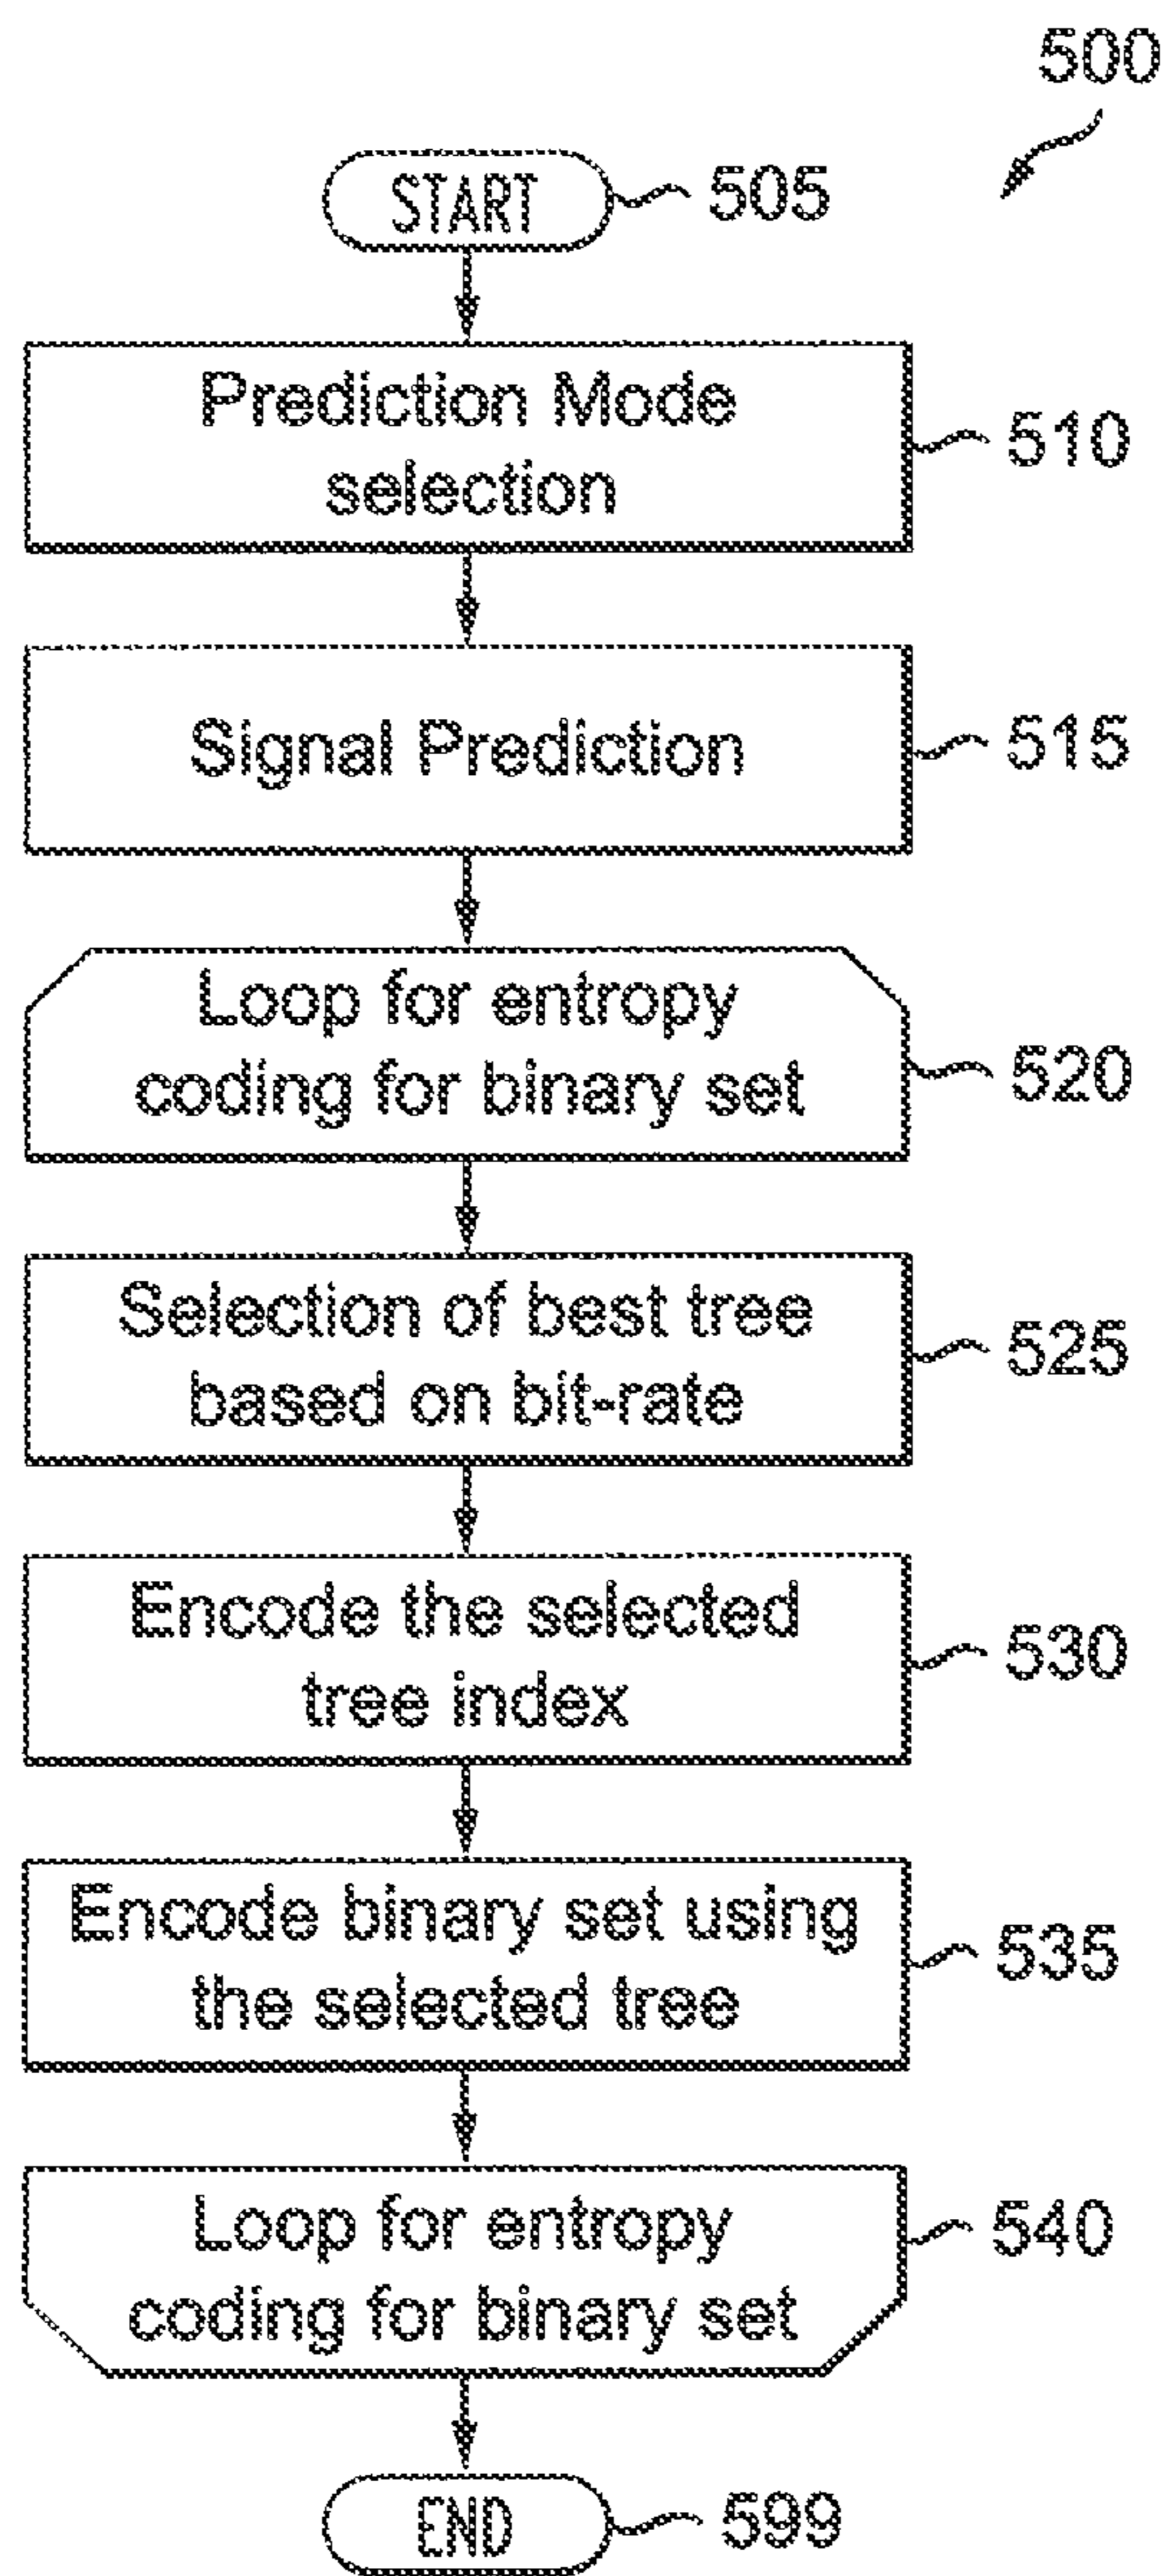 500
START
505
Prediction Mode
selection
510
Signal Prediction
515
Loop for entropy
coding for binary set
520
Selection of best tree
based on bit-rate
525
Encode the selected
tree index
530
Encode binary set using
the selected tree
535
Loop for entropy
coding for binary set
540
END
599